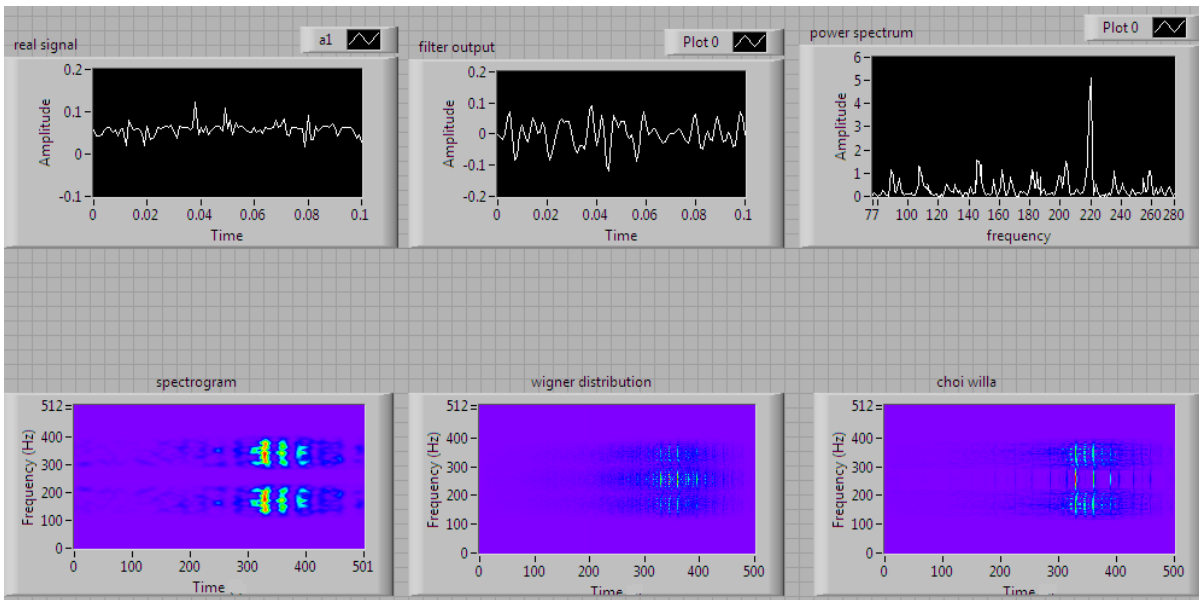 real signal
a1
0.2
0.1
0
-0.1
Amplitude
0 0.02 0.04 0.06 0.08 0.1
Time
filter output
Plot 0
0.2
0.1
0
-0.1
-0.2
Amplitude
0 0.02 0.04 0.06 0.08 0.1
Time
power spectrum
Plot 0
6
5
4
3
2
1
0
Amplitude
77 100 120 140 160 180 200 220 240 260 280
frequency
spectrogram
512
400
300
200
100
0
Frequency (Hz)
0 100 200 300 400 501
Time
wigner distribution
512
400
300
200
100
0
Frequency (Hz)
0 100 200 300 400 500
Time
choi willa
512
400
300
200
100
0
Frequency (Hz)
0 100 200 300 400 500
Time